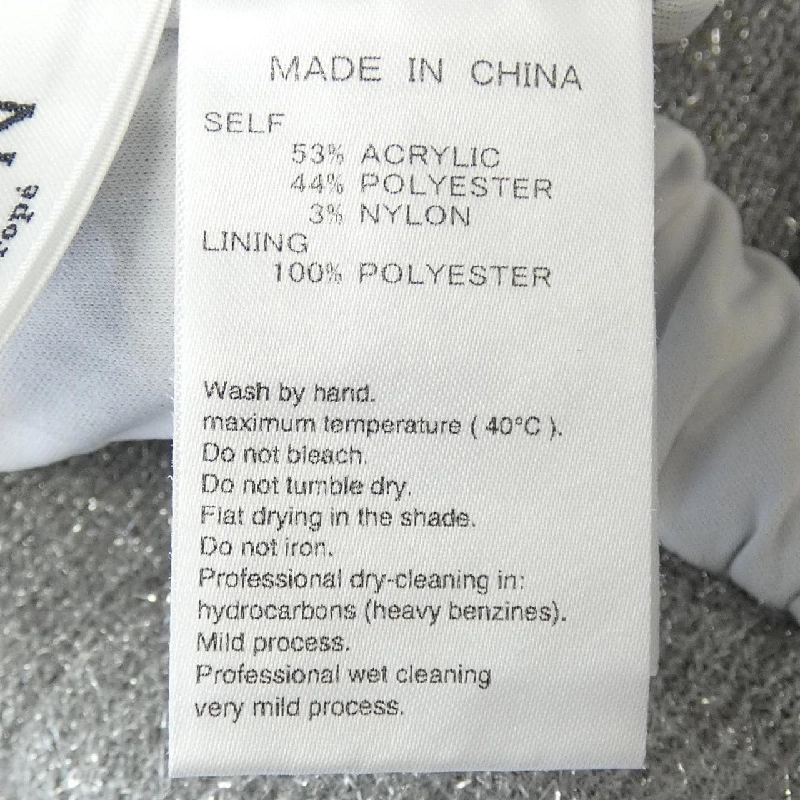 MADE IN CHINA
SELF
53% ACRYLIC
44% POLYESTER
3% NYLON
LINING
100% POLYESTER
Wash by hand.
maximum temperature ( 40°C ).
Do not bleach.
Do not tumble dry.
Flat drying in the shade.
Do not iron.
Professional dry-cleaning in:
hydrocarbons (heavy benzines).
Mild process.
Professional wet cleaning
very mild process.
N
ropé